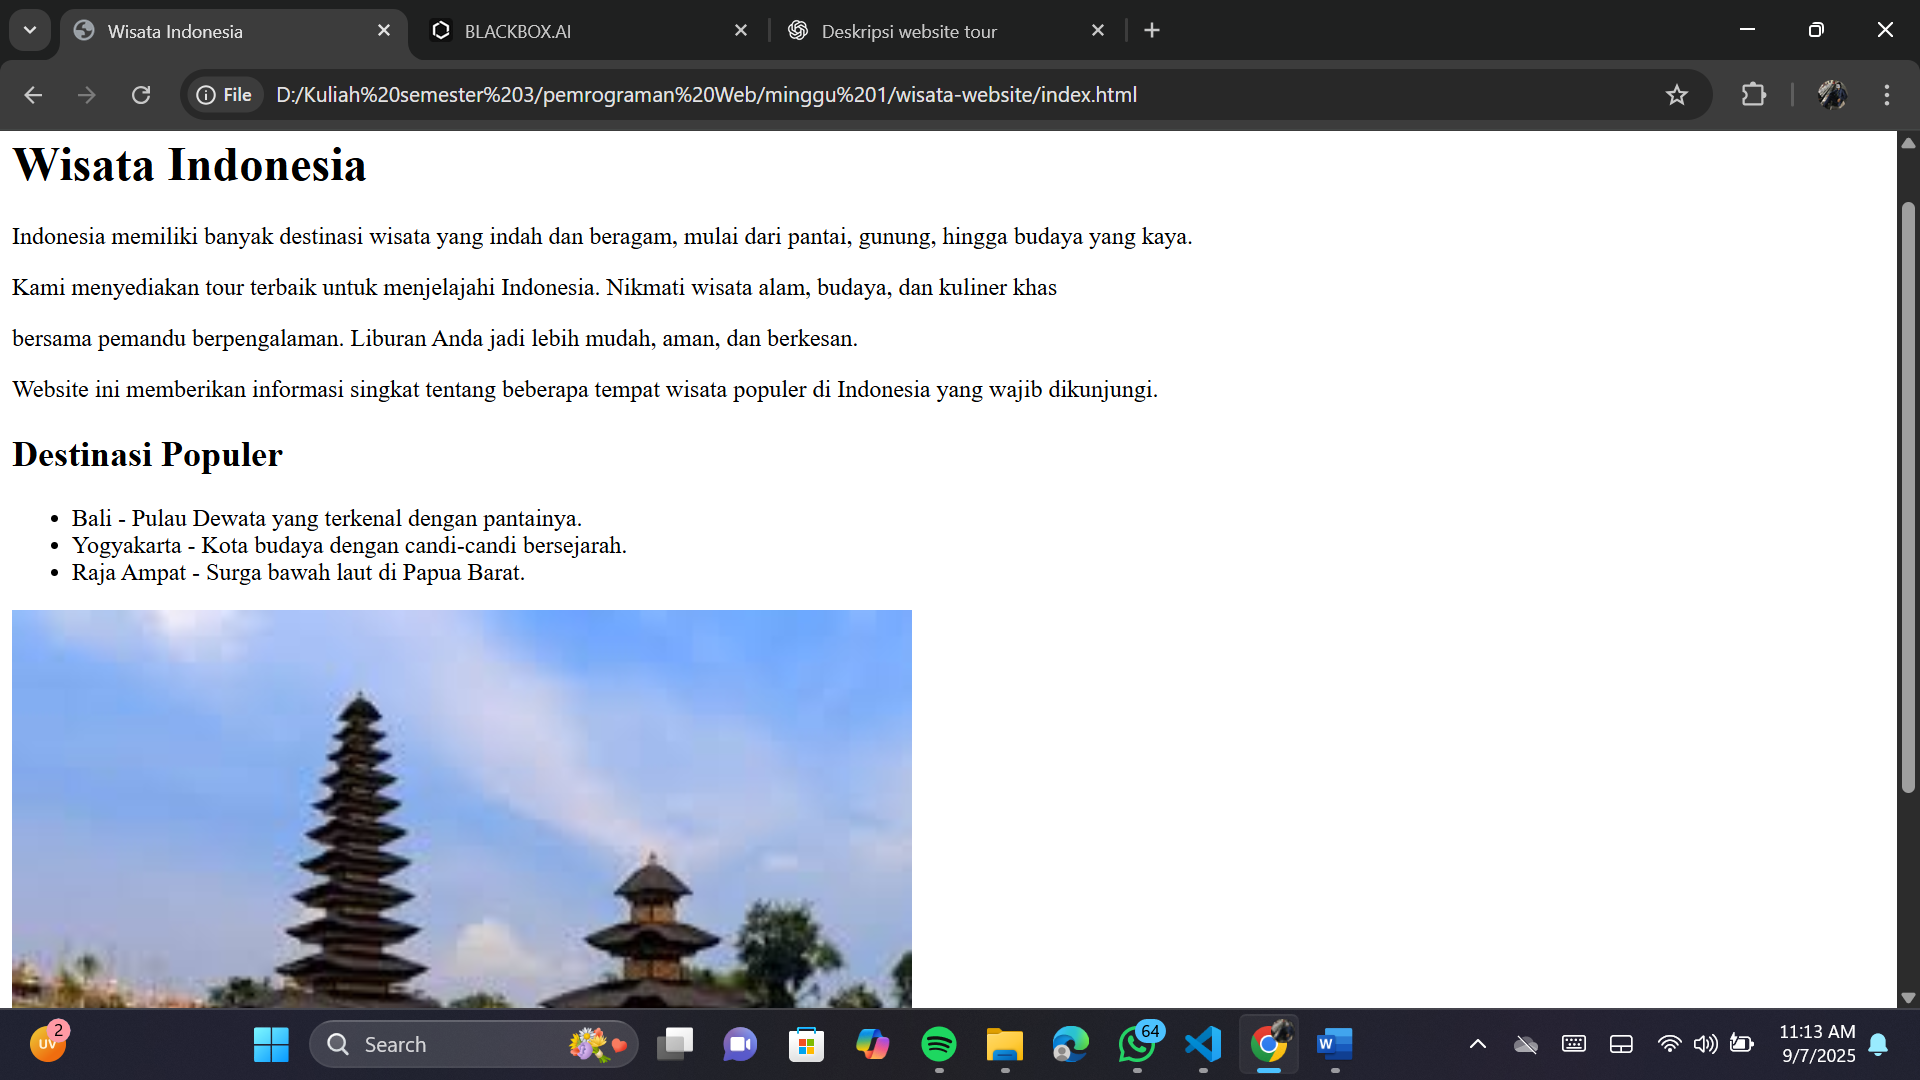 Wisata Indonesia
BLACKBOX.AI
Deskripsi website tour
File
D:/Kuliah%20semester%203/pemrograman%20Web/minggu%201/wisata-website/index.html
Wisata Indonesia
Indonesia memiliki banyak destinasi wisata yang indah dan beragam, mulai dari pantai, gunung, hingga budaya yang kaya.
Kami menyediakan tour terbaik untuk menjelajahi Indonesia. Nikmati wisata alam, budaya, dan kuliner khas
bersama pemandu berpengalaman. Liburan Anda jadi lebih mudah, aman, dan berkesan.
Website ini memberikan informasi singkat tentang beberapa tempat wisata populer di Indonesia yang wajib dikunjungi.
Destinasi Populer
• Bali - Pulau Dewata yang terkenal dengan pantainya.
• Yogyakarta - Kota budaya dengan candi-candi bersejarah.
• Raja Ampat - Surga bawah laut di Papua Barat.
UV
2
Search
64
W
11:13 AM
9/7/2025